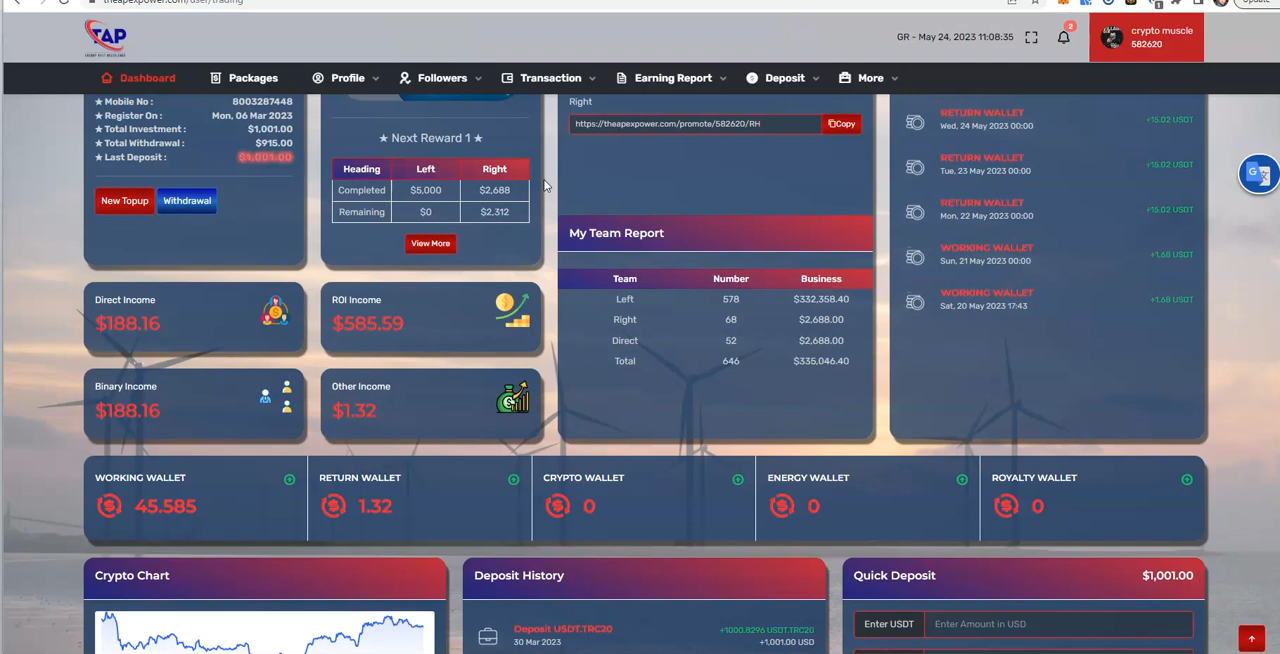 theapexpower.com/user/trading
Update
TAP
GR - May 24, 2023 11:08:35
2
crypto muscle
582620
Dashboard
Packages
Profile
Followers
Transaction
Earning Report
Deposit
More
★ Mobile No :
8003287448
★ Register On :
Mon, 06 Mar 2023
★ Total Investment :
$1,001.00
★ Total Withdrawal :
$915.00
★ Last Deposit :
$1,001.00
New Topup
Withdrawal
★ Next Reward 1 ★
Heading Left Right
Completed $5,000 $2,688
Remaining $0 $2,312
View More
Right
https://theapexpower.com/promote/582620/RH
Copy
My Team Report
Team Number Business
Left 578 $332,358.40
Right 68 $2,688.00
Direct 52 $2,688.00
Total 646 $335,046.40
RETURN WALLET
Wed, 24 May 2023 00:00
+15.02 USDT
RETURN WALLET
Tue, 23 May 2023 00:00
+15.02 USDT
RETURN WALLET
Mon, 22 May 2023 00:00
+15.02 USDT
WORKING WALLET
Sun, 21 May 2023 00:00
+1.68 USDT
WORKING WALLET
Sat, 20 May 2023 17:43
+1.68 USDT
Direct Income
$188.16
ROI Income
$585.59
Binary Income
$188.16
Other Income
$1.32
WORKING WALLET
45.585
RETURN WALLET
1.32
CRYPTO WALLET
0
ENERGY WALLET
0
ROYALTY WALLET
0
Crypto Chart
Deposit History
Deposit USDT.TRC20
30 Mar 2023
+1000.8296 USDT.TRC20
+1,001.00 USD
Quick Deposit
$1,001.00
Enter USDT
Enter Amount in USD